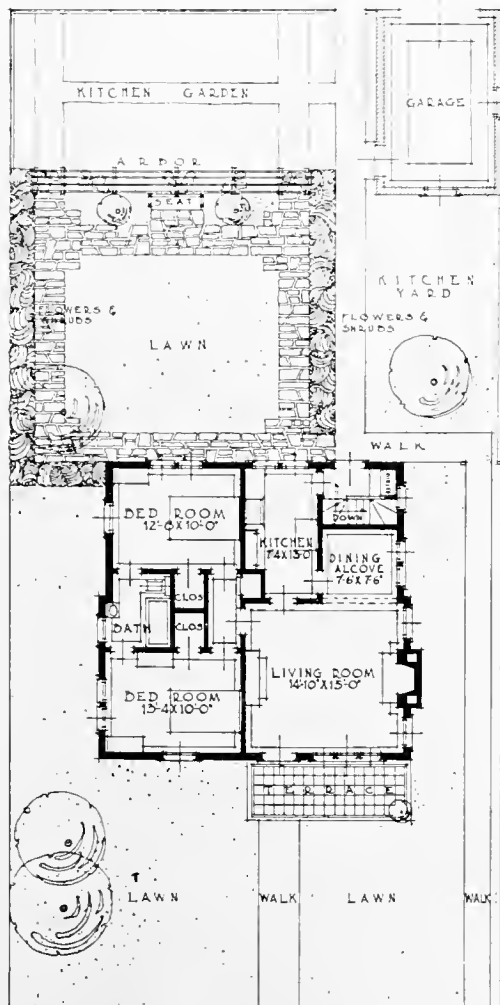 KITCHEN GARDEN
GARAGE
ARBOR
SEAT
KITCHEN
YARD
FLOWERS &
SHRUBS
FLOWERS &
SHRUBS
LAWN
WALK
BED ROOM
12'-8"X10'-0"
KITCHEN
DOWN
DINING
ALCOVE
7'-6"X7'-6"
CLOS
CLOS
BATH
BED ROOM
13'-4"X10'-0"
LIVING ROOM
14'-10"X15'-0"
TERRACE
LAWN
WALK
LAWN
WALK